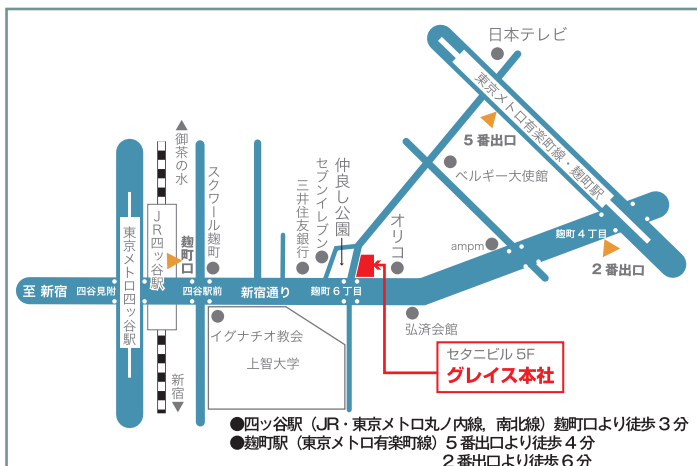 日本テレビ
東京メトロ有楽町線・麹町駅
5番出口
▲御茶の水
スクワール麹町
三井住友銀行
セブンイレブン
仲良し公園
オリコ
ベルギー大使館
東京メトロ四ッ谷駅
JR四ッ谷駅
麹町口
ampm
麹町4丁目
2番出口
至 新宿
四谷見附
四谷駅前
新宿通り
麹町6丁目
弘済会館
イグナチオ教会
上智大学
新宿▼
セタニビル 5F
グレイス本社
●四ッ谷駅（JR・東京メトロ丸ノ内線，南北線）麹町口より徒歩3分
●麹町駅（東京メトロ有楽町線）5番出口より徒歩4分
2番出口より徒歩6分